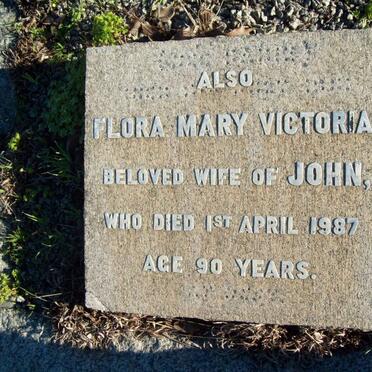 ALSO
FLORA MARY VICTORIA
BELOVED WIFE OF JOHN,
WHO DIED 1ST APRIL 1987
AGE 90 YEARS.